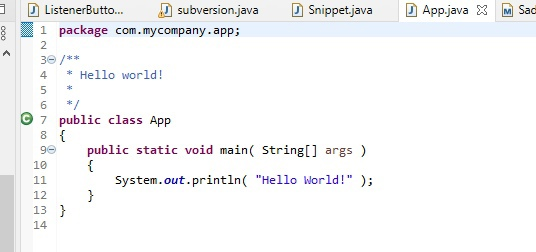 ListenerButto... subversion.java Snippet.java App.java Sad
1 package com.mycompany.app;
2
3 /**
4  * Hello world!
5  *
6  */
7 public class App
8 {
9     public static void main( String[] args )
10     {
11         System.out.println( "Hello World!" );
12     }
13 }
14